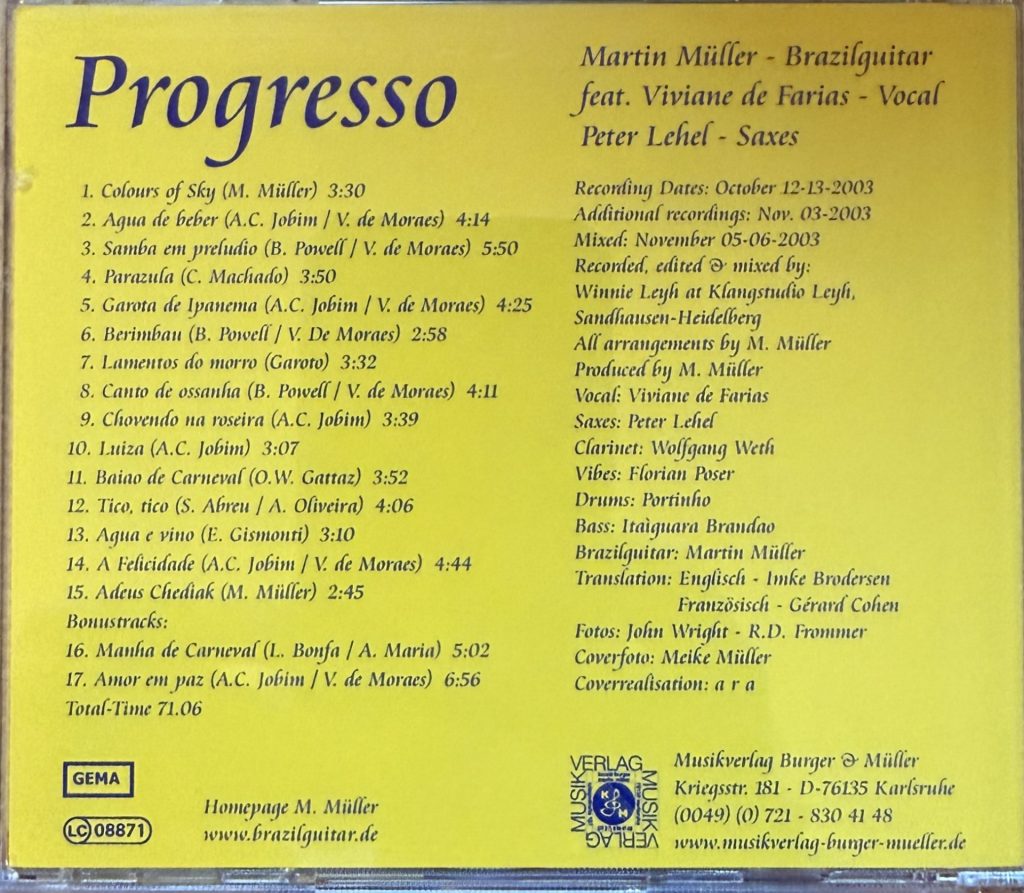 Progresso
1. Colours of Sky (M. Müller) 3:30
2. Agua de beber (A.C. Jobim / V. de Moraes) 4:14
3. Samba em preludio (B. Powell / V. de Moraes) 5:50
4. Parazula (C. Machado) 3:50
5. Garota de Ipanema (A.C. Jobim / V. de Moraes) 4:25
6. Berimbau (B. Powell / V. De Moraes) 2:58
7. Lamentos do morro (Garoto) 3:32
8. Canto de ossanha (B. Powell / V. de Moraes) 4:11
9. Chovendo na roseira (A.C. Jobim) 3:39
10. Luiza (A.C. Jobim) 3:07
11. Baiao de Carneval (O.W. Gattaz) 3:52
12. Tico, tico (S. Abreu / A. Oliveira) 4:06
13. Agua e vino (E. Gismonti) 3:10
14. A Felicidade (A.C. Jobim / V. de Moraes) 4:44
15. Adeus Chediak (M. Müller) 2:45
Bonustracks:
16. Manha de Carneval (L. Bonfa / A. Maria) 5:02
17. Amor em paz (A.C. Jobim / V. de Moraes) 6:56
Total-Time 71.06
GEMA
LC 08871
Homepage M. Müller
www.brazilguitar.de
Martin Müller - Brazilguitar
feat. Viviane de Farias - Vocal
Peter Lehel - Saxes
Recording Dates: October 12-13-2003
Additional recordings: Nov. 03-2003
Mixed: November 05-06-2003
Recorded, edited & mixed by:
Winnie Leyh at Klangstudio Leyh,
Sandhausen-Heidelberg
All arrangements by M. Müller
Produced by M. Müller
Vocal: Viviane de Farias
Saxes: Peter Lehel
Clarinet: Wolfgang Weth
Vibes: Florian Poser
Drums: Portinho
Bass: Itaìguara Brandao
Brazilguitar: Martin Müller
Translation: Englisch - Imke Brodersen
Französisch - Gérard Cohen
Fotos: John Wright - R.D. Frommer
Coverfoto: Meike Müller
Coverrealisation: a r a
VERLAG
MUSIK
VERLAG
MUSIK
Musikverlag Burger & Müller
Kriegsstr. 181 - D-76135 Karlsruhe
(0049) (0) 721 - 830 41 48
www.musikverlag-burger-mueller.de